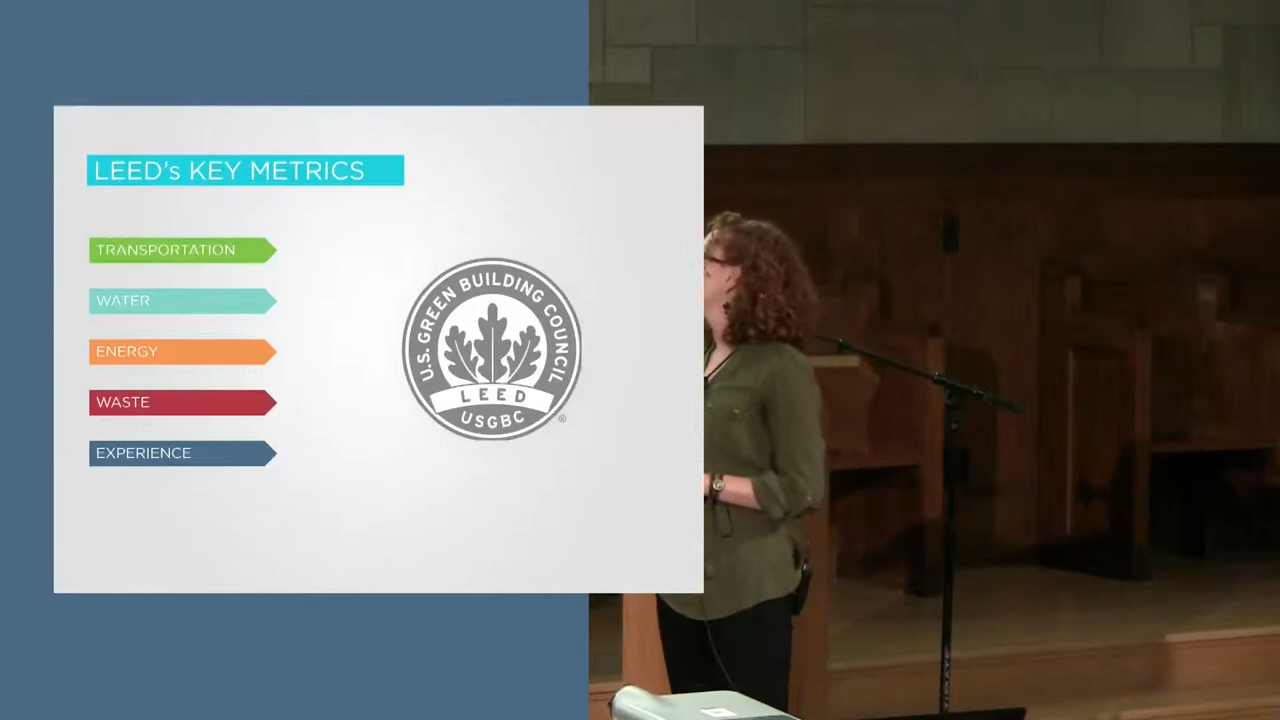 LEED's KEY METRICS
TRANSPORTATION
WATER
ENERGY
WASTE
EXPERIENCE
U.S. GREEN BUILDING COUNCIL
LEED
USGBC
®